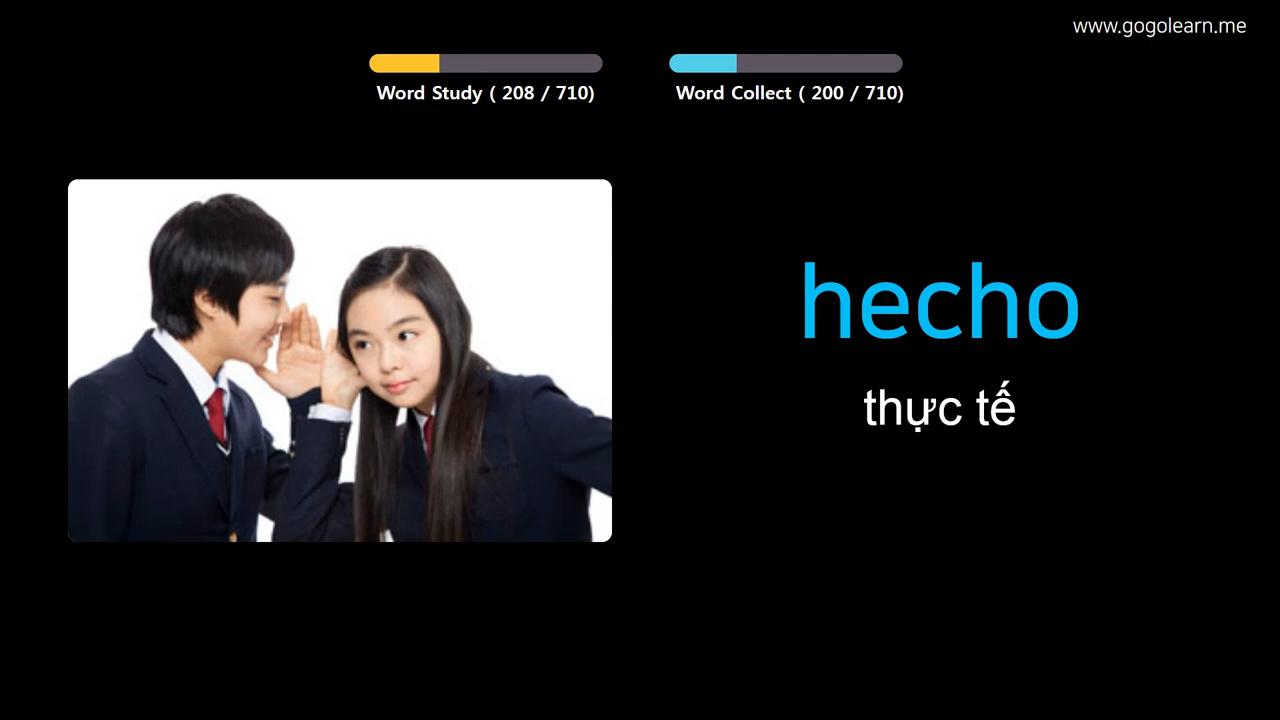 www.gogolearn.me
Word Study ( 208 / 710)
Word Collect ( 200 / 710)
hecho
thực tế